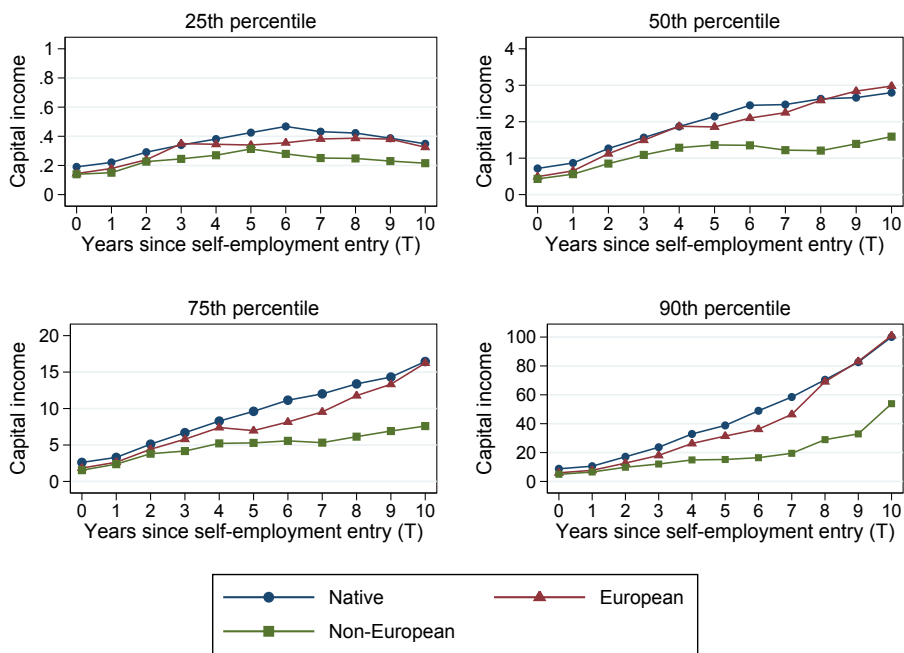 25th percentile
Capital income
1
.8
.6
.4
.2
0
0 1 2 3 4 5 6 7 8 9 10
Years since self-employment entry (T)
50th percentile
Capital income
4
3
2
1
0
0 1 2 3 4 5 6 7 8 9 10
Years since self-employment entry (T)
75th percentile
Capital income
20
15
10
5
0
0 1 2 3 4 5 6 7 8 9 10
Years since self-employment entry (T)
90th percentile
Capital income
100
80
60
40
20
0
0 1 2 3 4 5 6 7 8 9 10
Years since self-employment entry (T)
Native European
Non-European